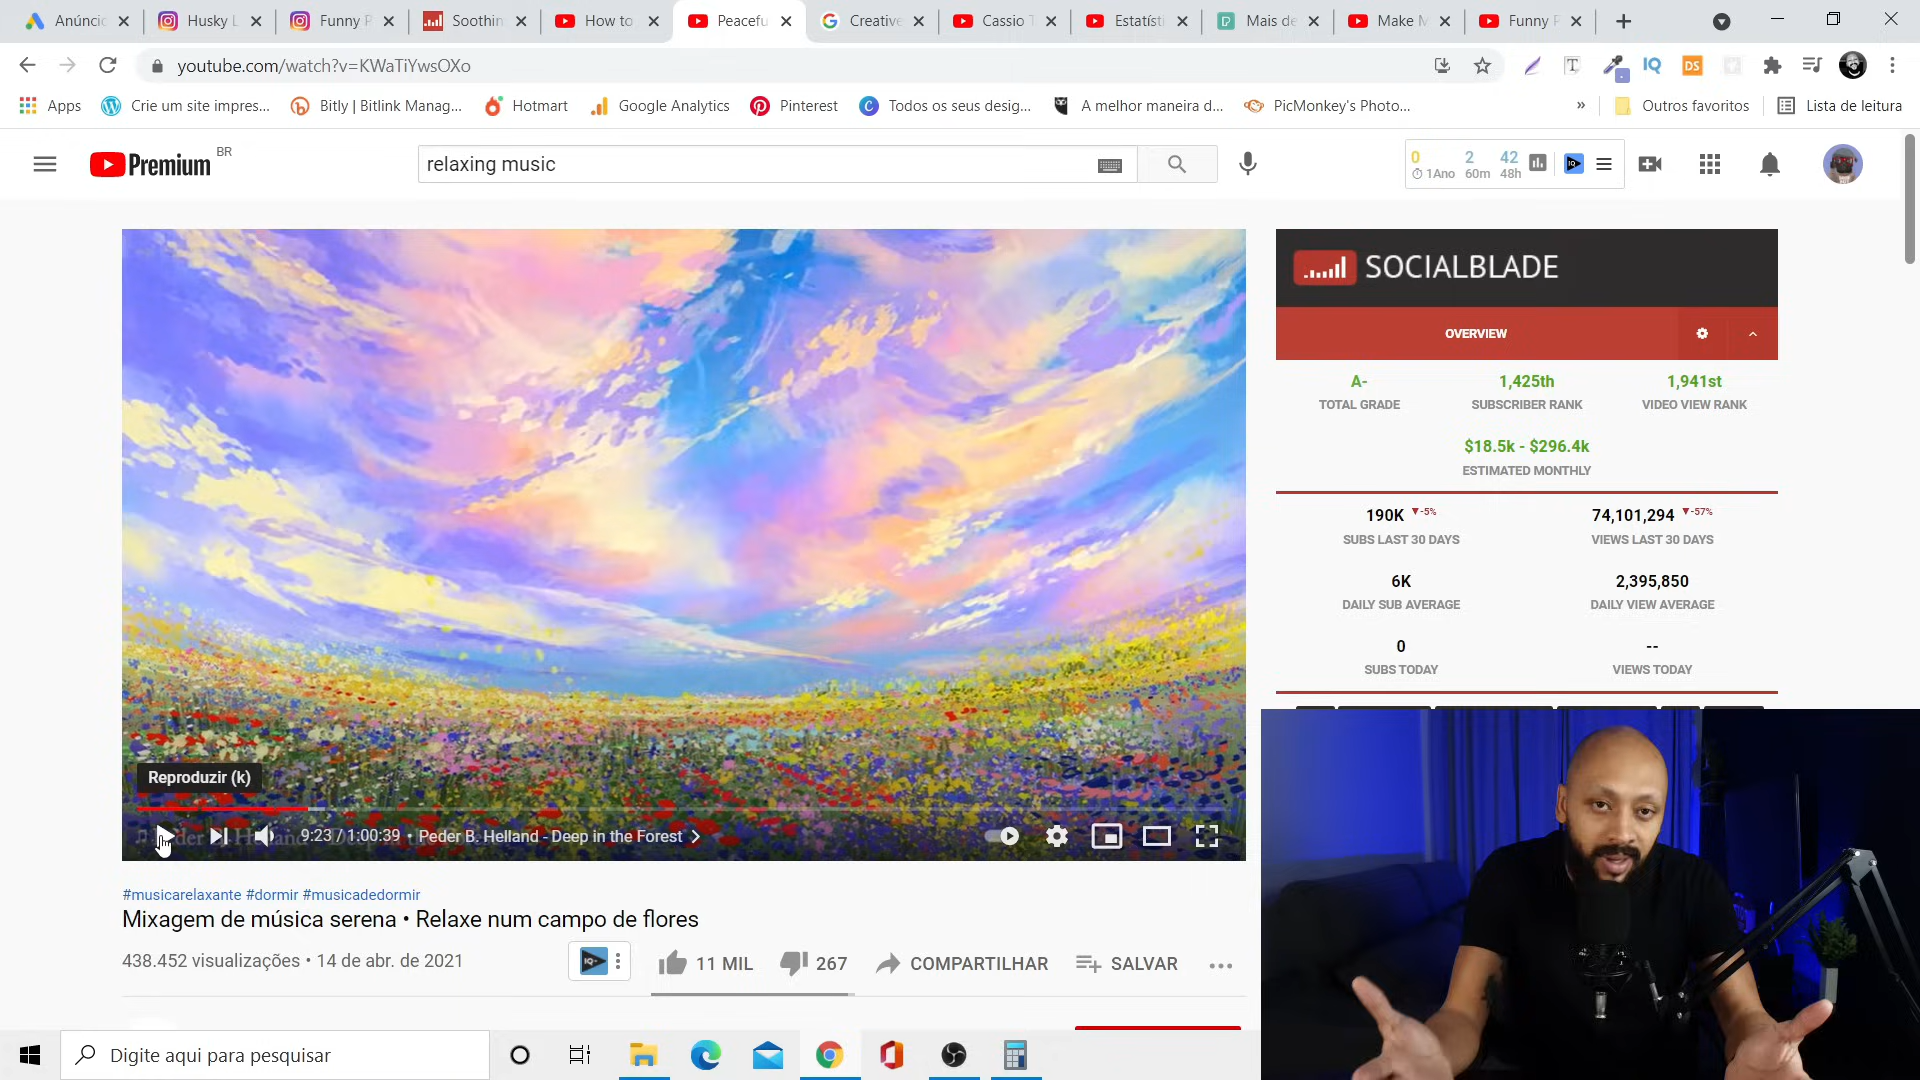 Anúnci
Husky L
Funny P
Soothin
How to
Peacefu
Creative
Cassio T
Estatísti
Mais de
Make M
Funny P
youtube.com/watch?v=KWaTiYwsOXo
Apps
Crie um site impres...
Bitly | Bitlink Manag...
Hotmart
Google Analytics
Pinterest
Todos os seus desig...
A melhor maneira d...
PicMonkey's Photo...
»
Outros favoritos
Lista de leitura
Premium BR
relaxing music
0 2 42
1Ano 60m 48h
SOCIALBLADE
OVERVIEW
A- 1,425th 1,941st
TOTAL GRADE SUBSCRIBER RANK VIDEO VIEW RANK
$18.5k - $296.4k
ESTIMATED MONTHLY
190K ▼-5% 74,101,294 ▼-57%
SUBS LAST 30 DAYS VIEWS LAST 30 DAYS
6K 2,395,850
DAILY SUB AVERAGE DAILY VIEW AVERAGE
0 --
SUBS TODAY VIEWS TODAY
Reproduzir (k)
9:23 / 1:00:39 • Peder B. Helland - Deep in the Forest
#musicarelaxante #dormir #musicadedormir
Mixagem de música serena • Relaxe num campo de flores
438.452 visualizações • 14 de abr. de 2021
11 MIL 267 COMPARTILHAR SALVAR ...
Digite aqui para pesquisar